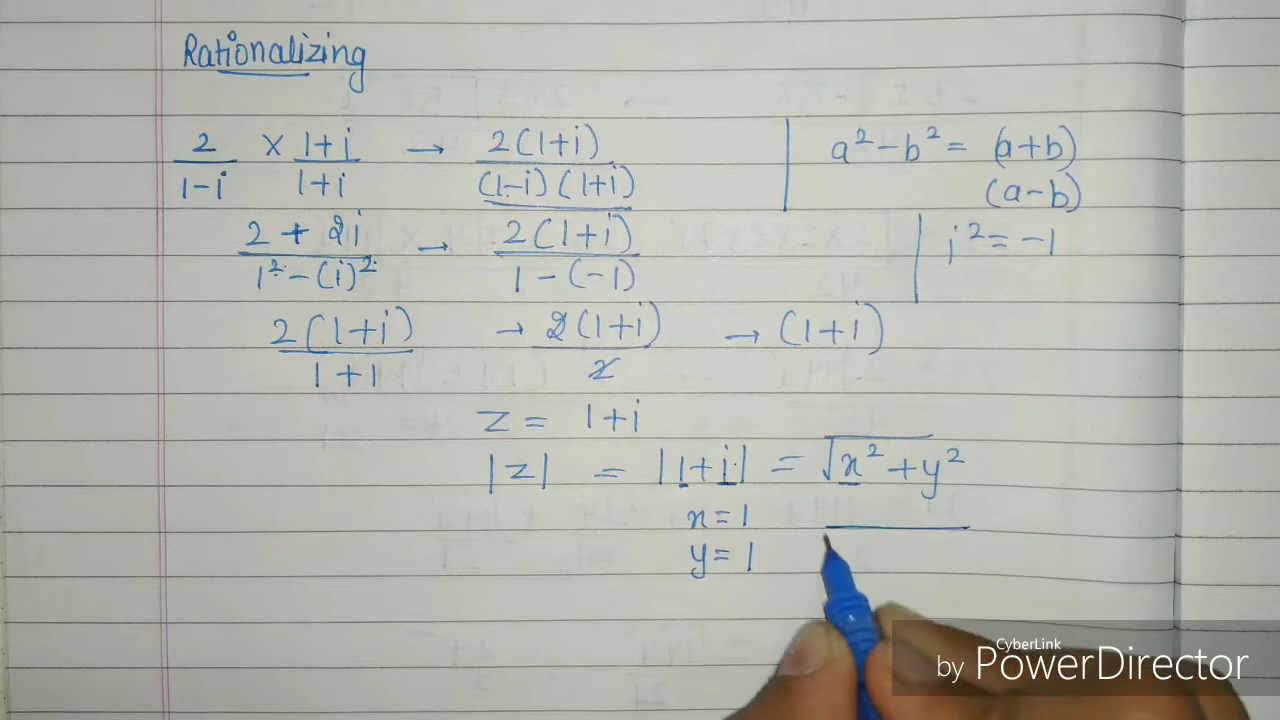 Rationalizing
2/(1-i) × (1+i)/(1+i) → 2(1+i)/((1-i)(1+i)) | a² - b² = (a+b)
(a-b)
(2 + 2i)/(1² - (i)²) → 2(1+i)/(1-(-1)) | i² = -1
2(1+i)/(1+1) → 2(1+i)/2 → (1+i)
z = 1+i
|z| = |1+i| = √x² + y²
x = 1
y = 1
CyberLink
by PowerDirector